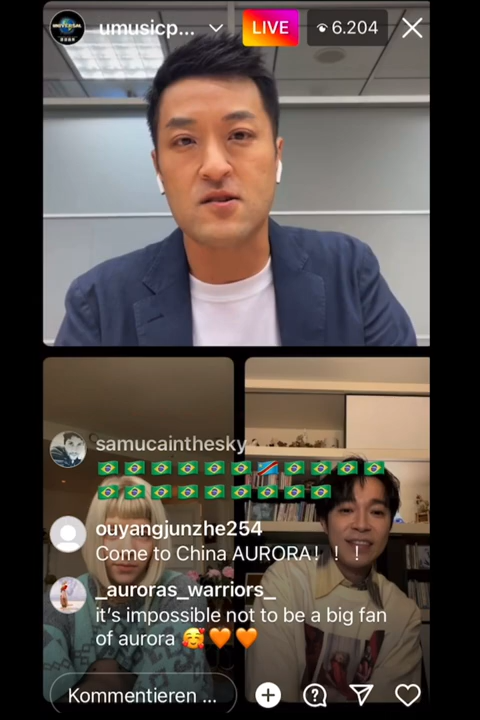 UNIVERSAL
umusicp...
LIVE
6.204
samucainthesky
ouyangjunzhe254
Come to China AURORA！！！
_auroras_warriors_
it's impossible not to be a big fan
of aurora 🥰🧡🧡
Kommentieren ...